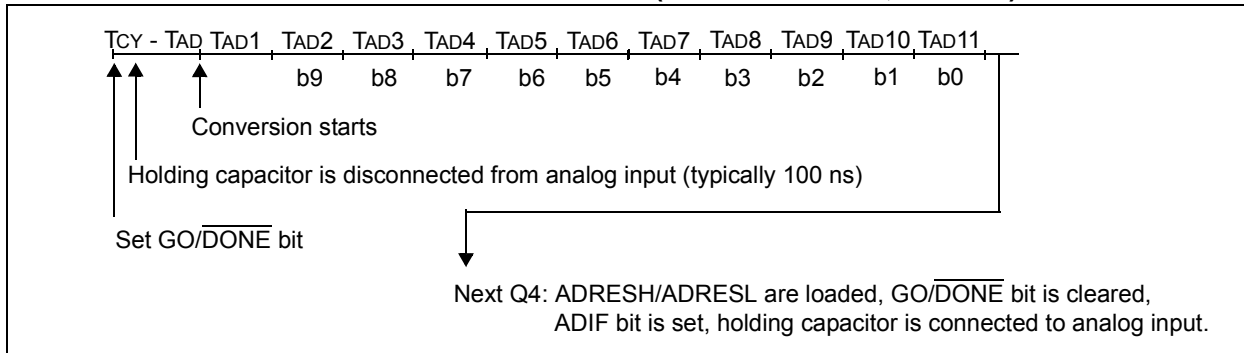 TCY - TAD TAD1 TAD2 TAD3 TAD4 TAD5 TAD6 TAD7 TAD8 TAD9 TAD10 TAD11
b9 b8 b7 b6 b5 b4 b3 b2 b1 b0
Conversion starts
Holding capacitor is disconnected from analog input (typically 100 ns)
Set GO/DONE bit
Next Q4: ADRESH/ADRESL are loaded, GO/DONE bit is cleared,
ADIF bit is set, holding capacitor is connected to analog input.